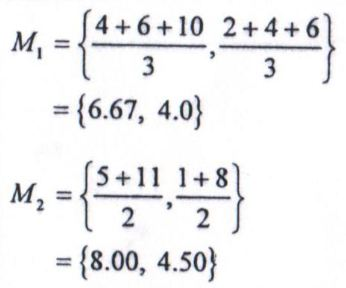 M₁ = {(4+6+10)/3, (2+4+6)/3}
= {6.67, 4.0}
M₂ = {(5+11)/2, (1+8)/2}
= {8.00, 4.50}